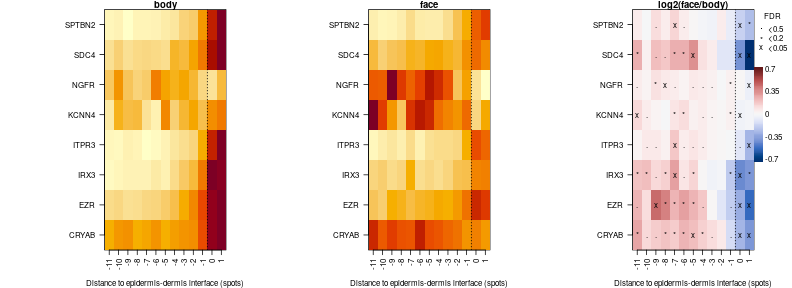 body
SPTBN2
SDC4
NGFR
KCNN4
ITPR3
IRX3
EZR
CRYAB
-11 -10 -9 -8 -7 -6 -5 -4 -3 -2 -1 0 1
Distance to epidermis-dermis interface (spots)
face
SPTBN2
SDC4
NGFR
KCNN4
ITPR3
IRX3
EZR
CRYAB
-11 -10 -9 -8 -7 -6 -5 -4 -3 -2 -1 0 1
Distance to epidermis-dermis interface (spots)
log2(face/body)
SPTBN2
SDC4
NGFR
KCNN4
ITPR3
IRX3
EZR
CRYAB
-11 -10 -9 -8 -7 -6 -5 -4 -3 -2 -1 0 1
Distance to epidermis-dermis interface (spots)
FDR
. <0.5
* <0.2
x <0.05
0.7
0.35
0
-0.35
-0.7